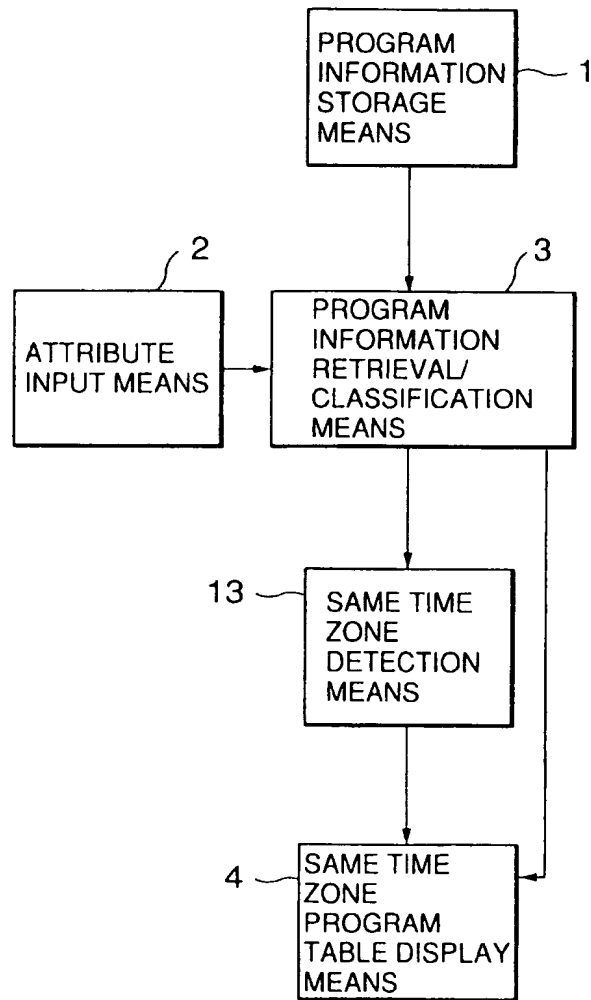 PROGRAM
INFORMATION
STORAGE
MEANS
1
2
3
ATTRIBUTE
INPUT MEANS
PROGRAM
INFORMATION
RETRIEVAL/
CLASSIFICATION
MEANS
13
SAME TIME
ZONE
DETECTION
MEANS
4
SAME TIME
ZONE
PROGRAM
TABLE DISPLAY
MEANS